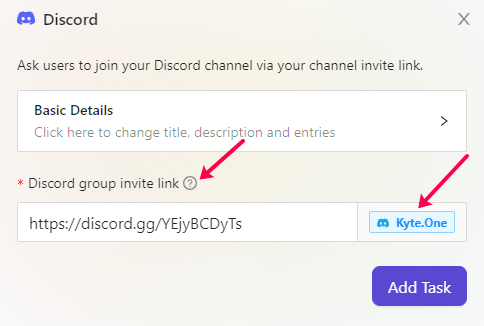 Discord
Ask users to join your Discord channel via your channel invite link.
Basic Details
Click here to change title, description and entries
* Discord group invite link
https://discord.gg/YEjyBCDyTs
Kyte.One
Add Task